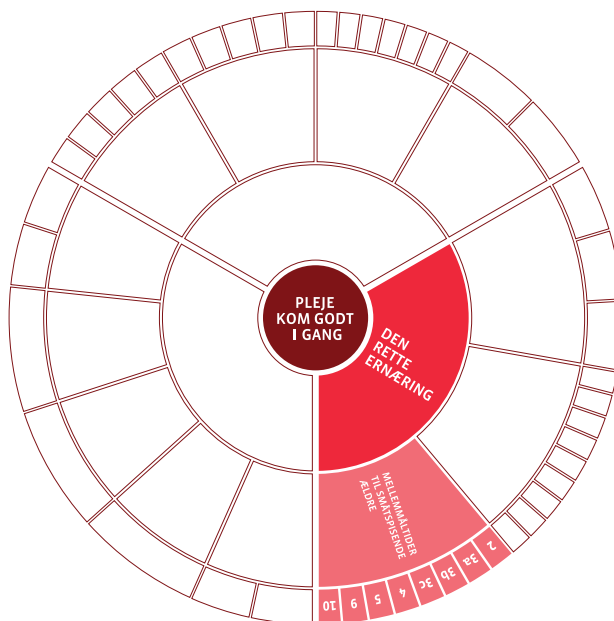 PLEJE
KOM GODT
I GANG
DEN
RETTE
ERNÆRING
MELLEMMÅLTIDER
TIL SMÅTSPISENDE
ÆLDRE
2
3a
3b
3c
4
5
9
10